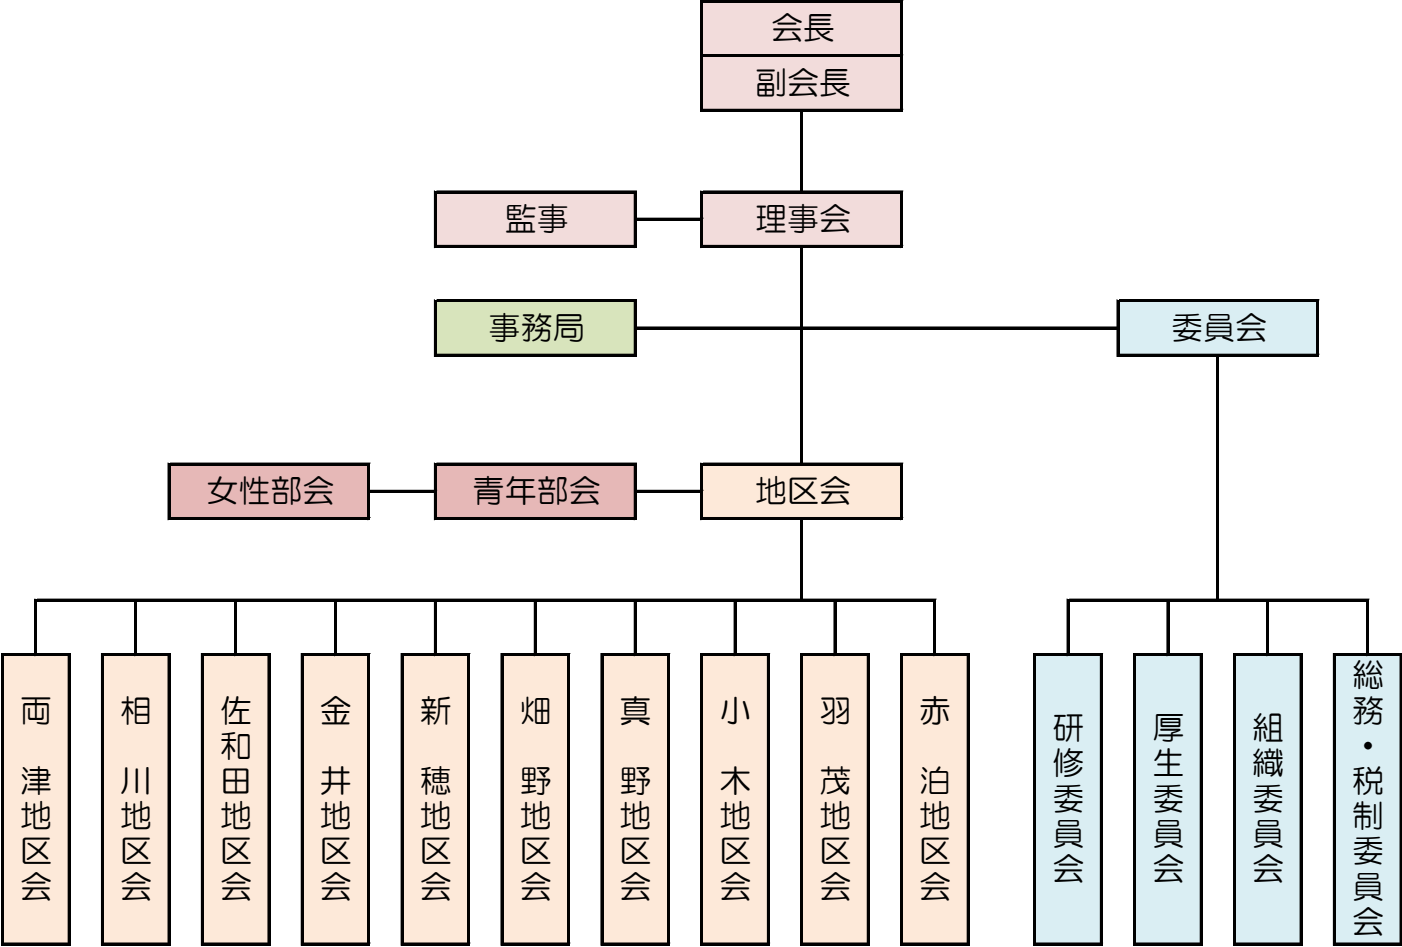 会長
副会長
監事
理事会
事務局
委員会
女性部会
青年部会
地区会
両津地区会
相川地区会
佐和田地区会
金井地区会
新穂地区会
畑野地区会
真野地区会
小木地区会
羽茂地区会
赤泊地区会
研修委員会
厚生委員会
組織委員会
総務・税制委員会